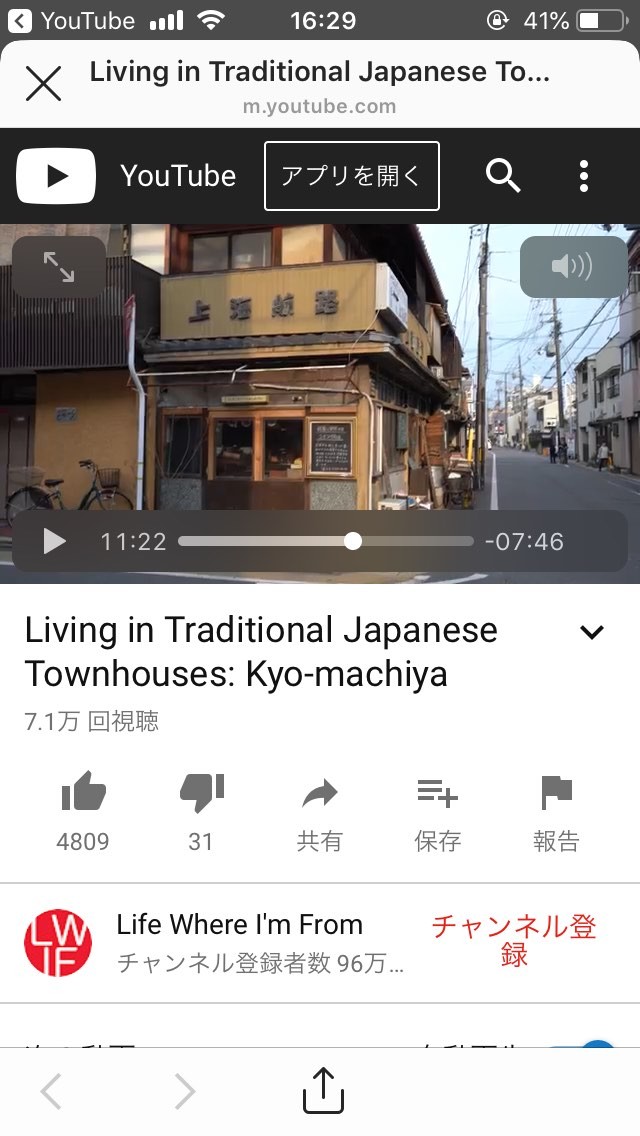 YouTube 16:29 41%
Living in Traditional Japanese To...
m.youtube.com
YouTube アプリを開く
上海航路
11:22 -07:46
Living in Traditional Japanese
Townhouses: Kyo-machiya
7.1万 回視聴
4809 31 共有 保存 報告
LW
IF
Life Where I'm From
チャンネル登録者数 96万...
チャンネル登
録